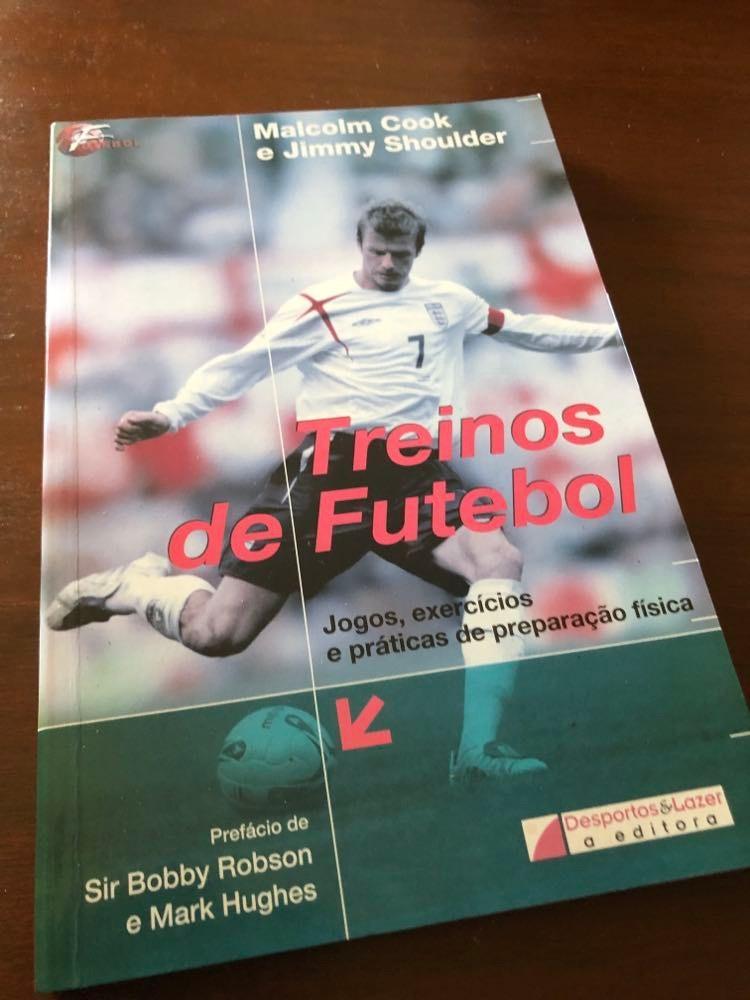 FUTEBOL
Malcolm Cook
e Jimmy Shoulder
7
Treinos
de Futebol
Jogos, exercícios
e práticas de preparação física
Prefácio de
Sir Bobby Robson
e Mark Hughes
Desportos&Lazer
a editora